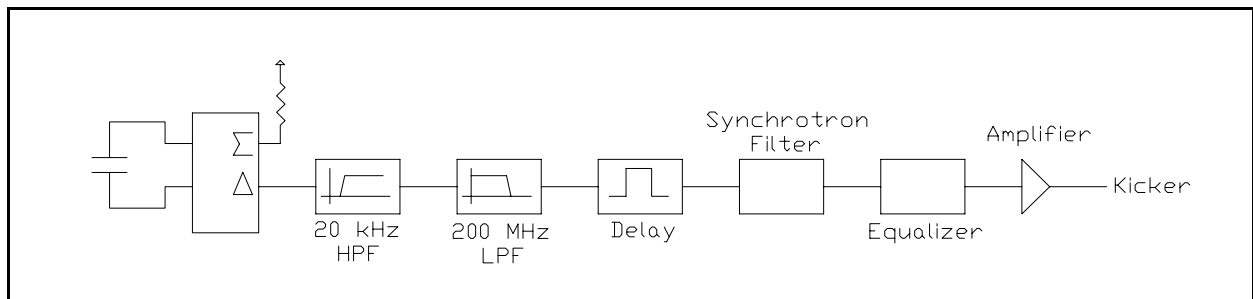 Σ
Δ
20 kHz
HPF
200 MHz
LPF
Delay
Synchrotron
Filter
Equalizer
Amplifier
Kicker